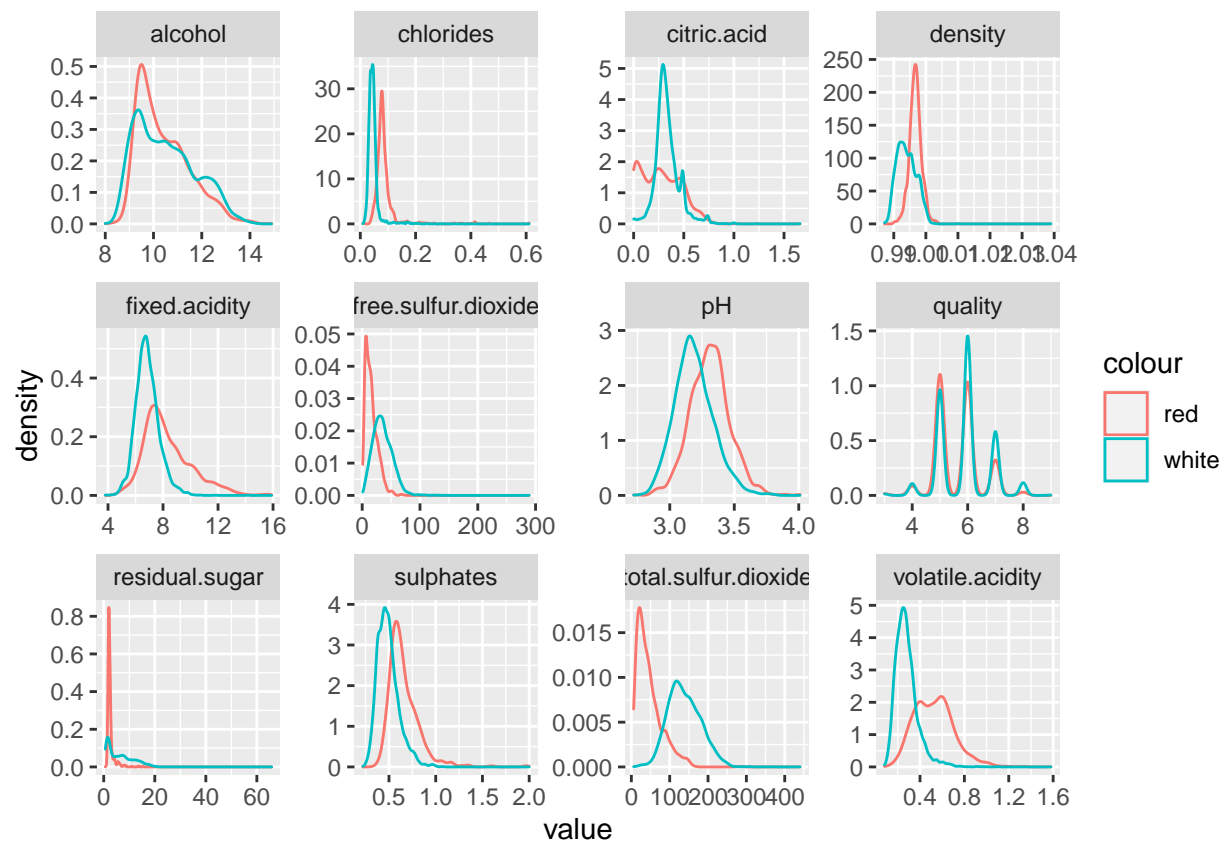 alcohol
chlorides
citric.acid
density
0.5
0.4
0.3
0.2
0.1
0.0
8 10 12 14
30
20
10
0
0.0 0.2 0.4 0.6
5
4
3
2
1
0
0.0 0.5 1.0 1.5
250
200
150
100
50
0
0.991.001.011.021.031.04
fixed.acidity
free.sulfur.dioxide
pH
quality
0.4
0.2
0.0
4 8 12 16
0.05
0.04
0.03
0.02
0.01
0.00
0 100 200 300
3
2
1
0
3.0 3.5 4.0
1.5
1.0
0.5
0.0
4 6 8
residual.sugar
sulphates
total.sulfur.dioxide
volatile.acidity
0.8
0.6
0.4
0.2
0.0
0 20 40 60
4
3
2
1
0
0.5 1.0 1.5 2.0
0.015
0.010
0.005
0.000
0 100200300400
5
4
3
2
1
0
0.4 0.8 1.2 1.6
density
value
colour
red
white